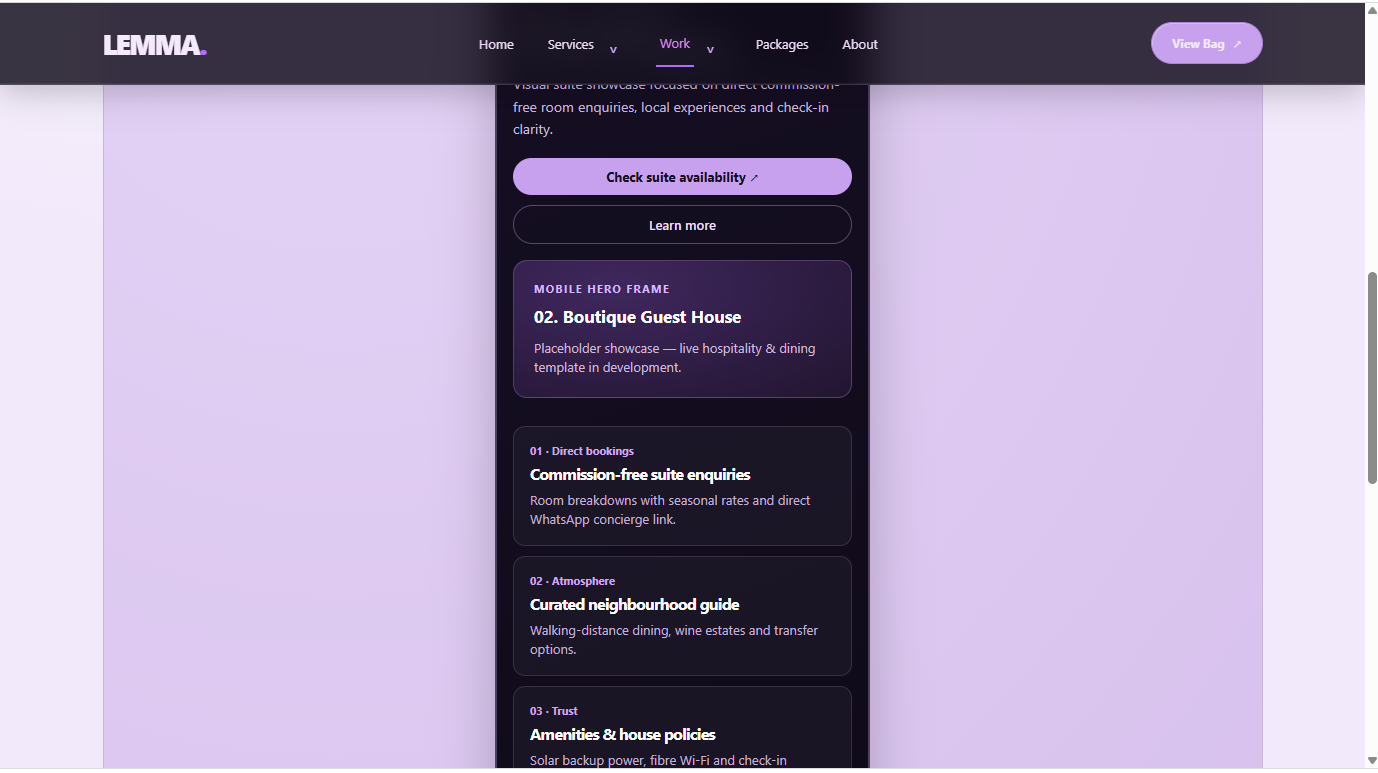 LEMMA.
Home
Services v
Work v
Packages
About
View Bag ↗
Visual suite showcase focused on direct commission-
free room enquiries, local experiences and check-in
clarity.
Check suite availability ↗
Learn more
MOBILE HERO FRAME
02. Boutique Guest House
Placeholder showcase — live hospitality & dining
template in development.
01 · Direct bookings
Commission-free suite enquiries
Room breakdowns with seasonal rates and direct
WhatsApp concierge link.
02 · Atmosphere
Curated neighbourhood guide
Walking-distance dining, wine estates and transfer
options.
03 · Trust
Amenities & house policies
Solar backup power, fibre Wi-Fi and check-in